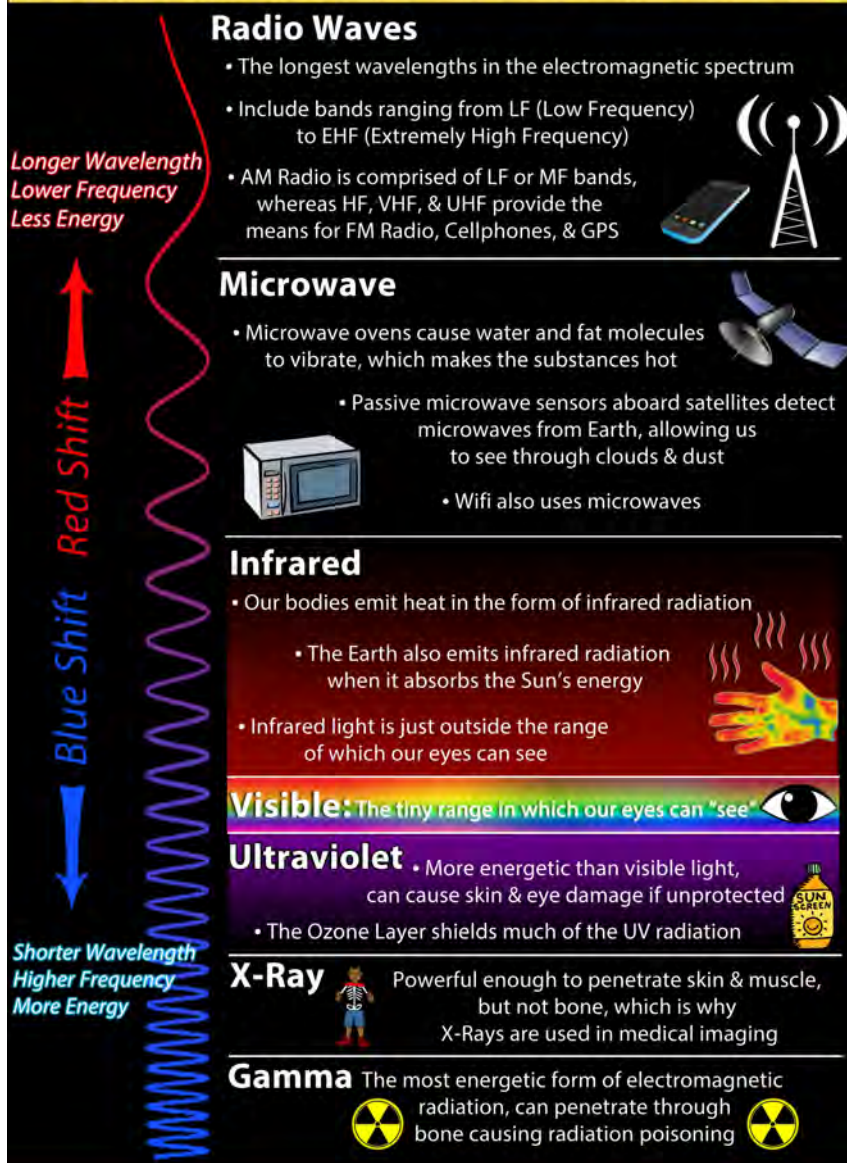 Radio Waves
• The longest wavelengths in the electromagnetic spectrum
• Include bands ranging from LF (Low Frequency)
to EHF (Extremely High Frequency)
Longer Wavelength
Lower Frequency
Less Energy
• AM Radio is comprised of LF or MF bands,
whereas HF, VHF, & UHF provide the
means for FM Radio, Cellphones, & GPS
Microwave
• Microwave ovens cause water and fat molecules
to vibrate, which makes the substances hot
• Passive microwave sensors aboard satellites detect
microwaves from Earth, allowing us
to see through clouds & dust
• Wifi also uses microwaves
Red Shift
Blue Shift
Infrared
• Our bodies emit heat in the form of infrared radiation
• The Earth also emits infrared radiation
when it absorbs the Sun's energy
• Infrared light is just outside the range
of which our eyes can see
Visible: The tiny range in which our eyes can "see"
Ultraviolet • More energetic than visible light,
can cause skin & eye damage if unprotected
SUN
SCREEN
• The Ozone Layer shields much of the UV radiation
Shorter Wavelength
Higher Frequency
More Energy
X-Ray Powerful enough to penetrate skin & muscle,
but not bone, which is why
X-Rays are used in medical imaging
Gamma The most energetic form of electromagnetic
radiation, can penetrate through
bone causing radiation poisoning